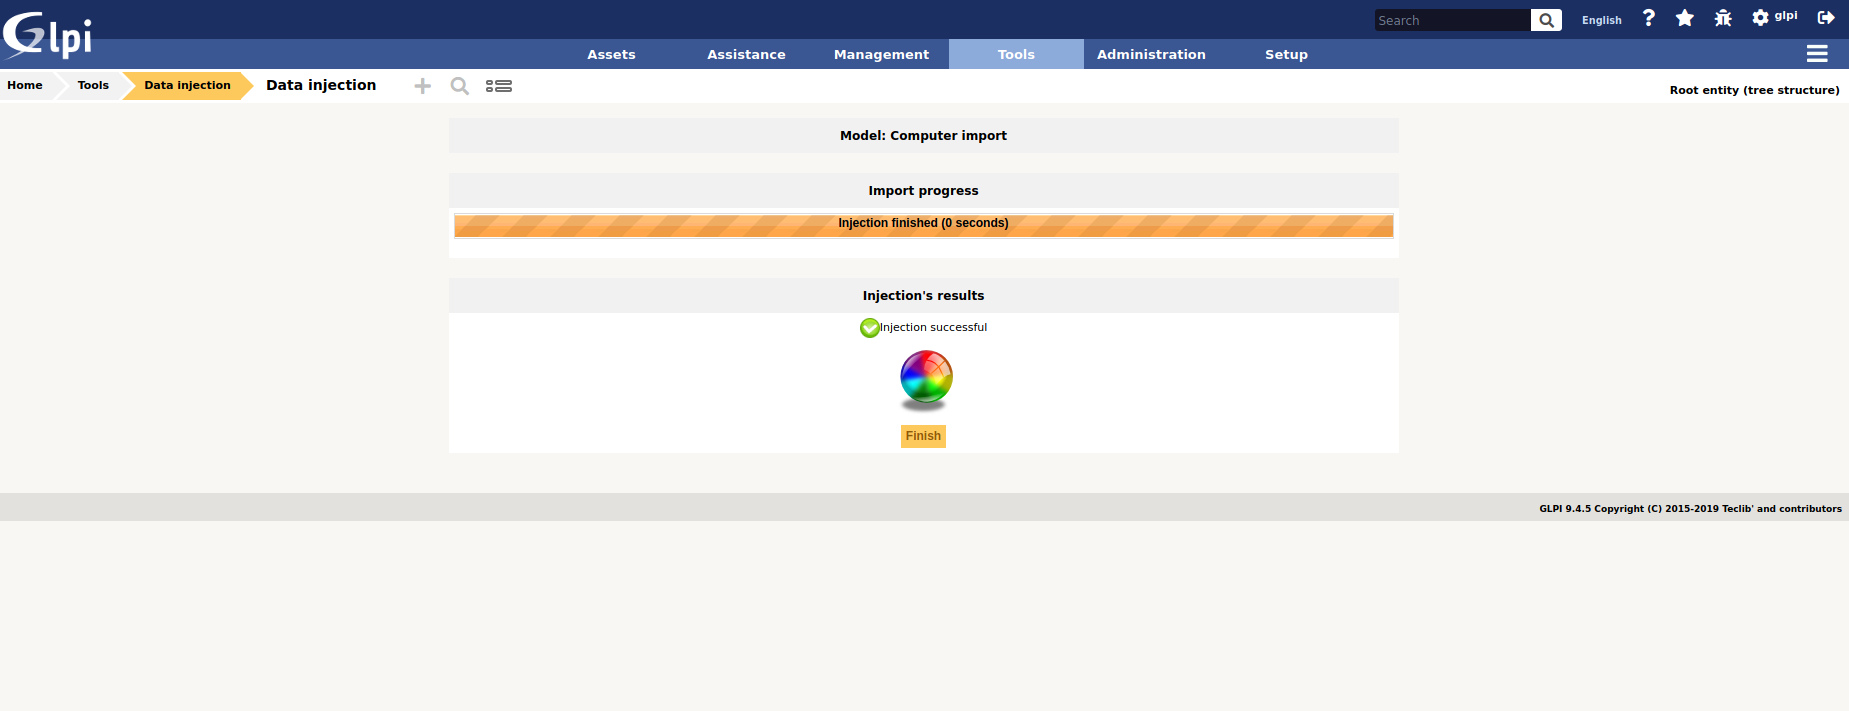 Glpi
Search
English
glpi
Assets
Assistance
Management
Tools
Administration
Setup
Home
Tools
Data injection
Data injection
Root entity (tree structure)
Model: Computer import
Import progress
Injection finished (0 seconds)
Injection's results
Injection successful
Finish
GLPI 9.4.5 Copyright (C) 2015-2019 Teclib' and contributors